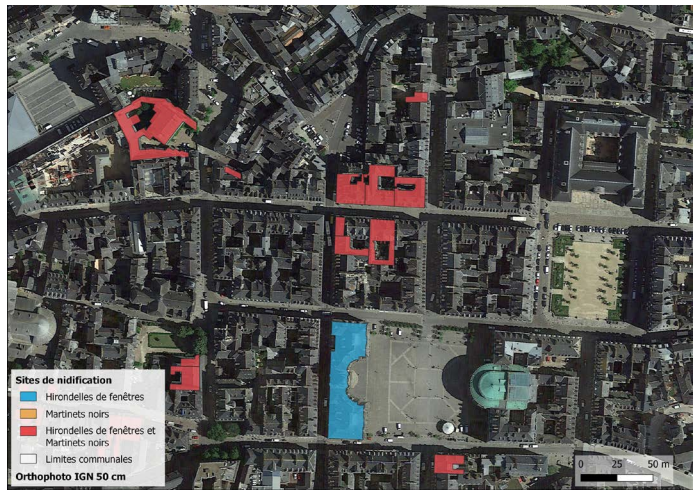 Sites de nidification
Hirondelles de fenêtres
Martinets noirs
Hirondelles de fenêtres et
Martinets noirs
Limites communales
Orthophoto IGN 50 cm
0 25 50 m